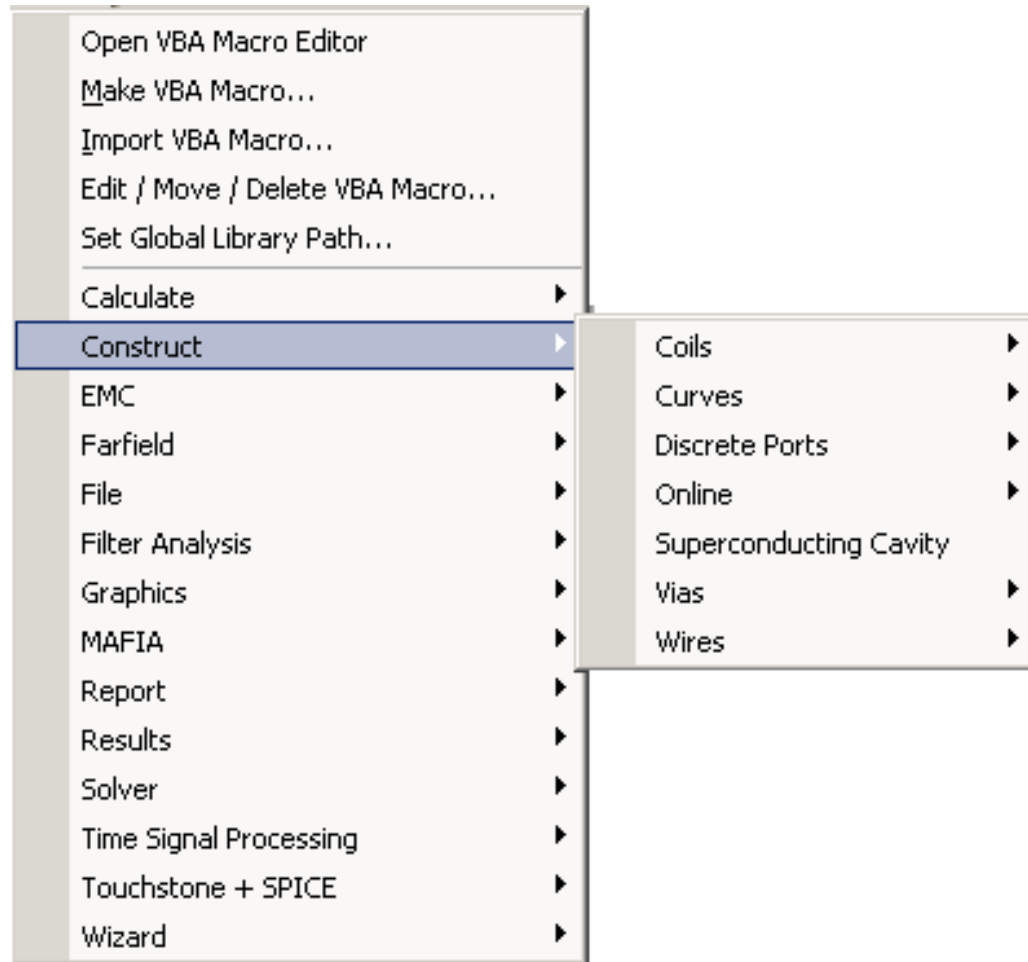 Open VBA Macro Editor
Make VBA Macro...
Import VBA Macro...
Edit / Move / Delete VBA Macro...
Set Global Library Path...
Calculate
Construct
EMC
Farfield
File
Filter Analysis
Graphics
MAFIA
Report
Results
Solver
Time Signal Processing
Touchstone + SPICE
Wizard
Coils
Curves
Discrete Ports
Online
Superconducting Cavity
Vias
Wires